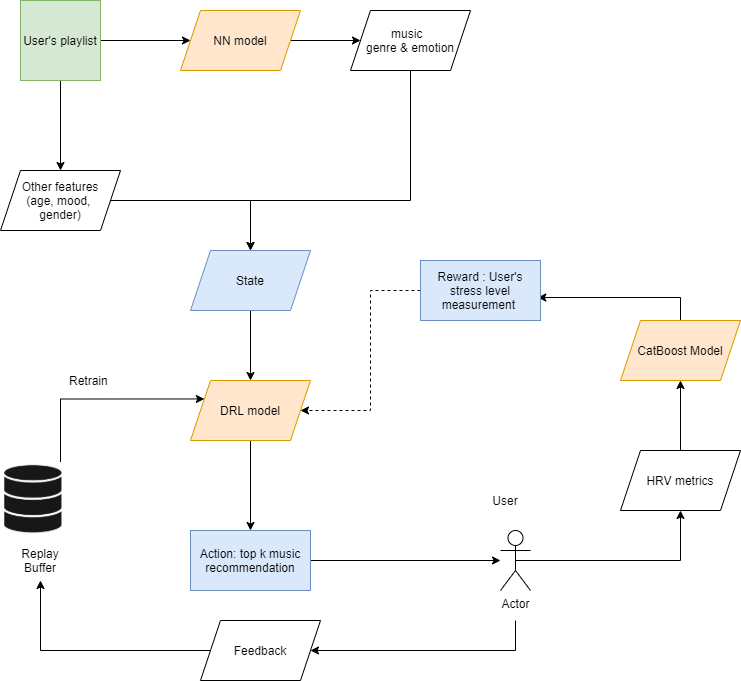 User's playlist
NN model
music
genre & emotion
Other features
(age, mood,
gender)
State
Reward : User's
stress level
measurement
CatBoost Model
Retrain
DRL model
HRV metrics
User
Replay
Buffer
Action: top k music
recommendation
Actor
Feedback